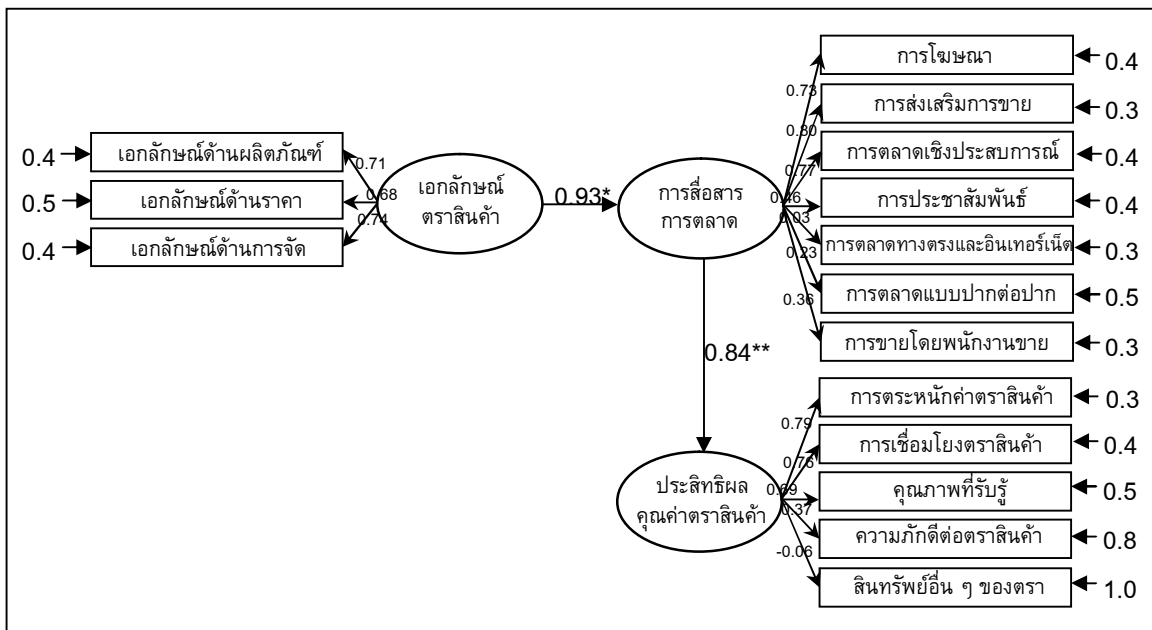 0.4
เอกลักษณ์ด้านผลิตภัณฑ์
0.71
0.5
เอกลักษณ์ด้านราคา
0.68
0.4
เอกลักษณ์ด้านการจัด
0.74
เอกลักษณ์
ตราสินค้า
0.93*
การสื่อสาร
การตลาด
0.73
การโฆษณา
0.4
0.80
การส่งเสริมการขาย
0.3
0.77
การตลาดเชิงประสบการณ์
0.4
0.46
การประชาสัมพันธ์
0.4
0.03
การตลาดทางตรงและอินเทอร์เน็ต
0.3
0.23
การตลาดแบบปากต่อปาก
0.5
0.36
การขายโดยพนักงานขาย
0.3
0.84**
ประสิทธิผล
คุณค่าตราสินค้า
0.79
การตระหนักค่าตราสินค้า
0.3
0.76
การเชื่อมโยงตราสินค้า
0.4
0.69
คุณภาพที่รับรู้
0.5
0.37
ความภักดีต่อตราสินค้า
0.8
-0.06
สินทรัพย์อื่น ๆ ของตรา
1.0